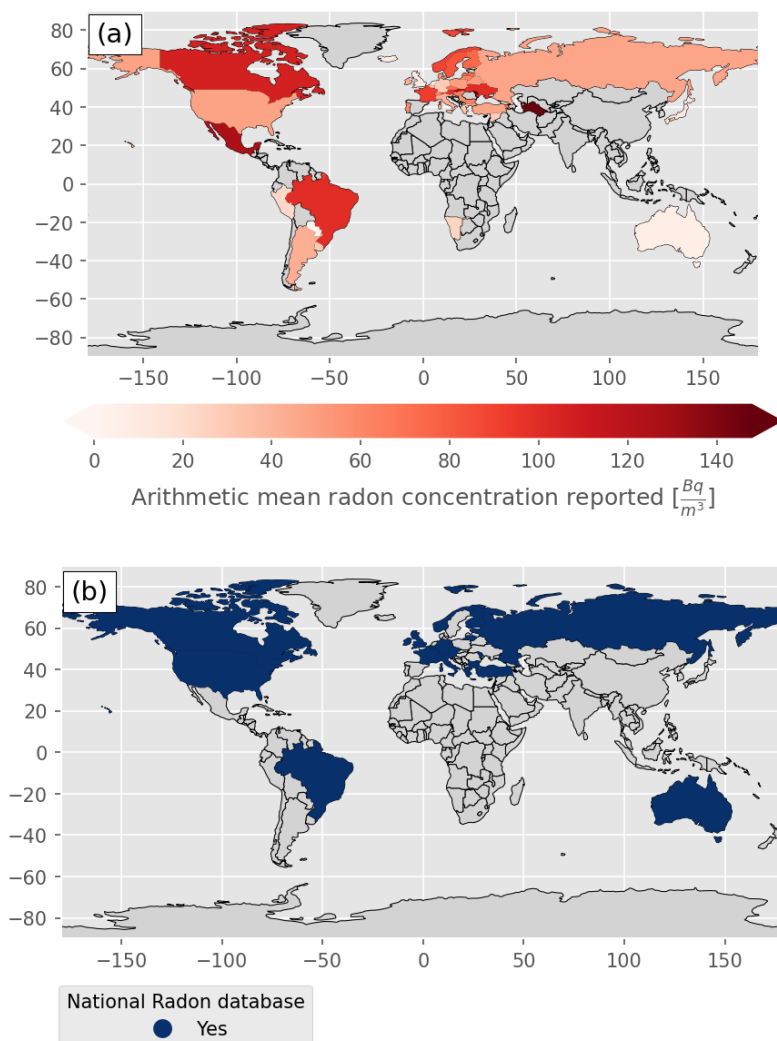 (a)
80
60
40
20
0
−20
−40
−60
−80
−150 −100 −50 0 50 100 150
0 20 40 60 80 100 120 140
Arithmetic mean radon concentration reported [Bq/m³]
(b)
80
60
40
20
0
−20
−40
−60
−80
−150 −100 −50 0 50 100 150
National Radon database
Yes